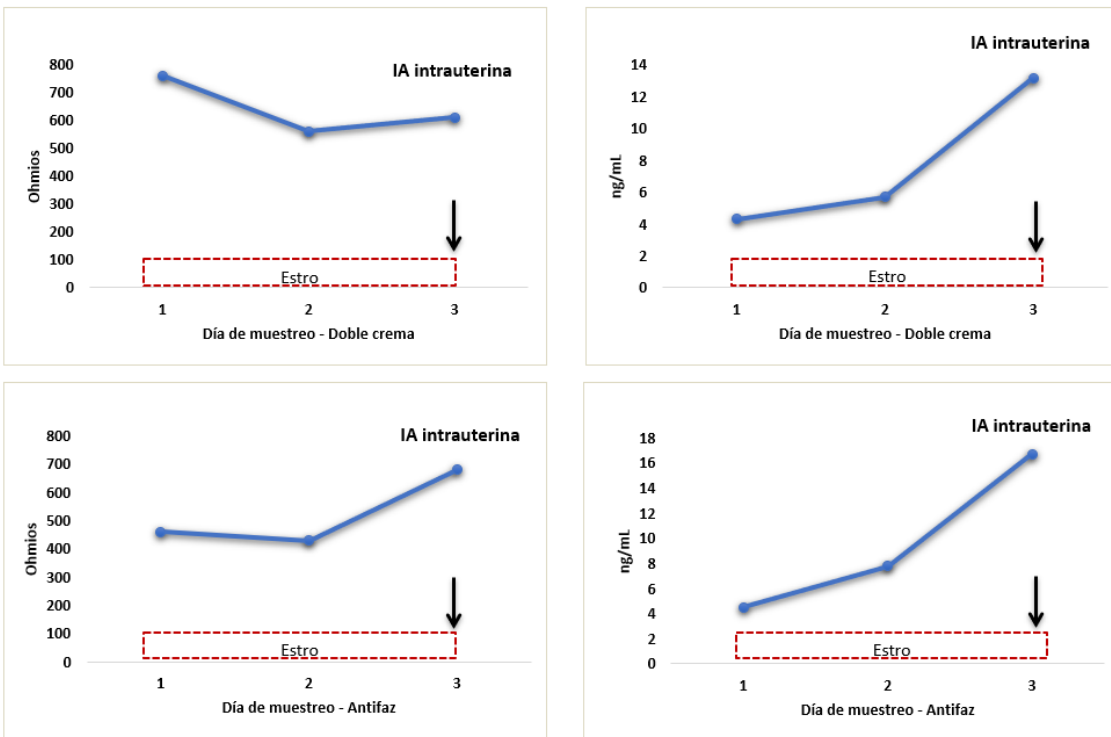 IA intrauterina
800
700
600
500
400
300
200
100
0
Ohmios
Estro
1 2 3
Día de muestreo - Doble crema
IA intrauterina
14
12
10
8
6
4
2
0
ng/mL
Estro
1 2 3
Día de muestreo - Doble crema
IA intrauterina
800
700
600
500
400
300
200
100
0
Ohmios
Estro
1 2 3
Día de muestreo - Antifaz
IA intrauterina
18
16
14
12
10
8
6
4
2
0
ng/mL
Estro
1 2 3
Día de muestreo - Antifaz